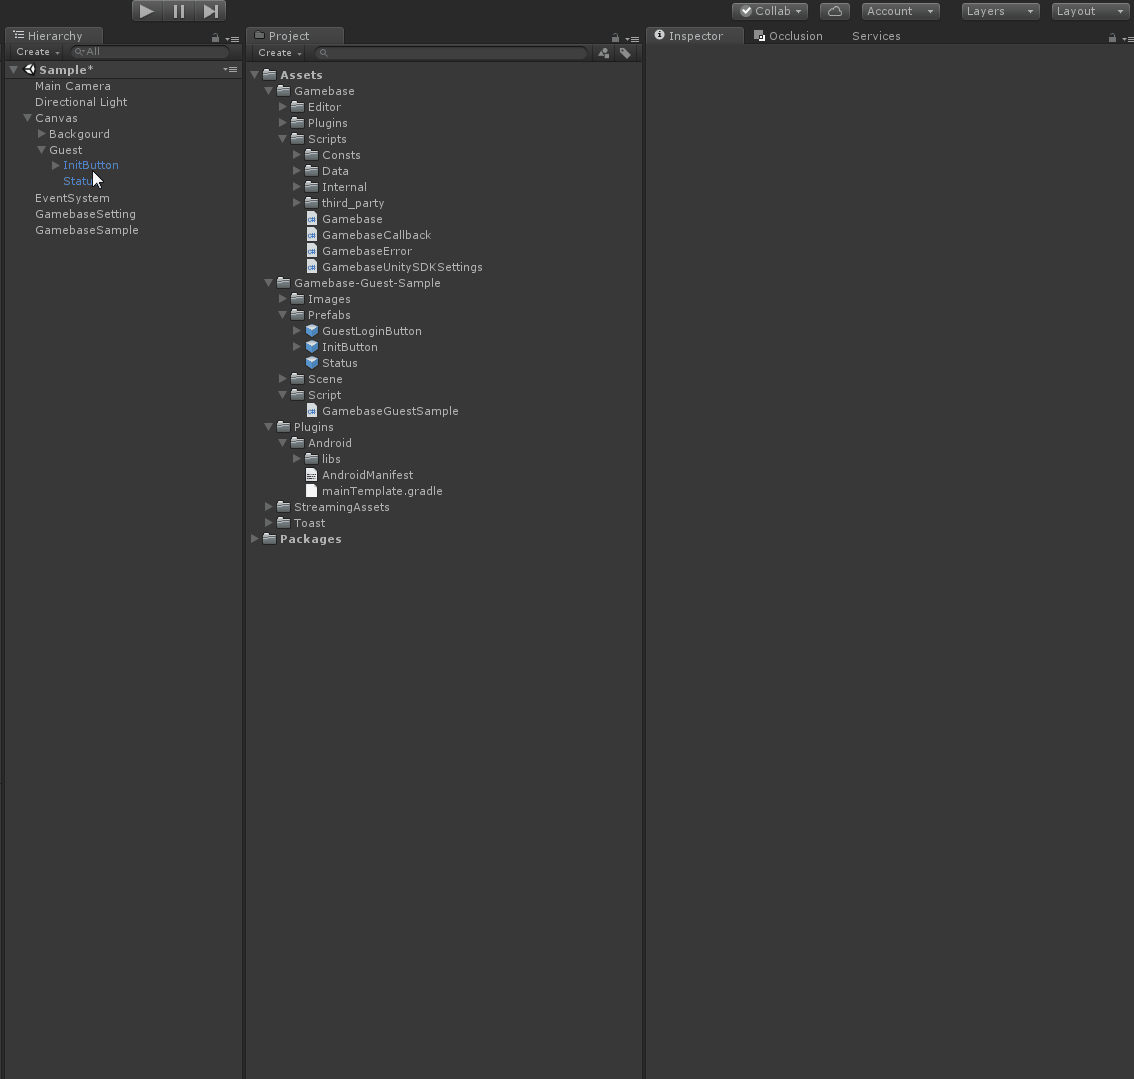 Collab
Account
Layers
Layout
Hierarchy
Create
All
Sample*
Main Camera
Directional Light
Canvas
Backgourd
Guest
InitButton
EventSystem
GamebaseSetting
GamebaseSample
Project
Create
Assets
Gamebase
Editor
Plugins
Scripts
Consts
Data
Internal
third_party
Gamebase
GamebaseCallback
GamebaseError
GamebaseUnitySDKSettings
Gamebase-Guest-Sample
Images
Prefabs
GuestLoginButton
InitButton
Status
Scene
Script
GamebaseGuestSample
Plugins
Android
libs
AndroidManifest
mainTemplate.gradle
StreamingAssets
Toast
Packages
Inspector
Occlusion
Services